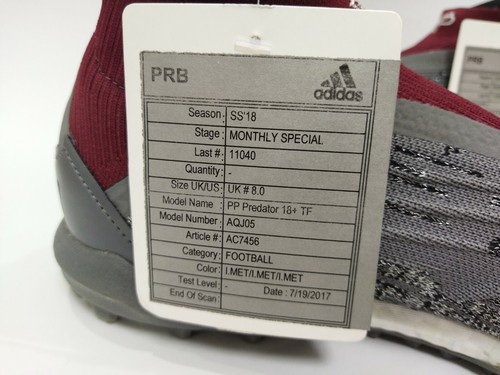 PRB
adidas
Season: SS'18
Stage: MONTHLY SPECIAL
Last #: 11040
Quantity: -
Size UK/US: UK # 8.0
Model Name : PP Predator 18+ TF
Model Number: AQJ05
Article #: AC7456
Category: FOOTBALL
Color: I.MET/I.MET/I.MET
Test Level: - Date : 7/19/2017
End Of Scan
PRB